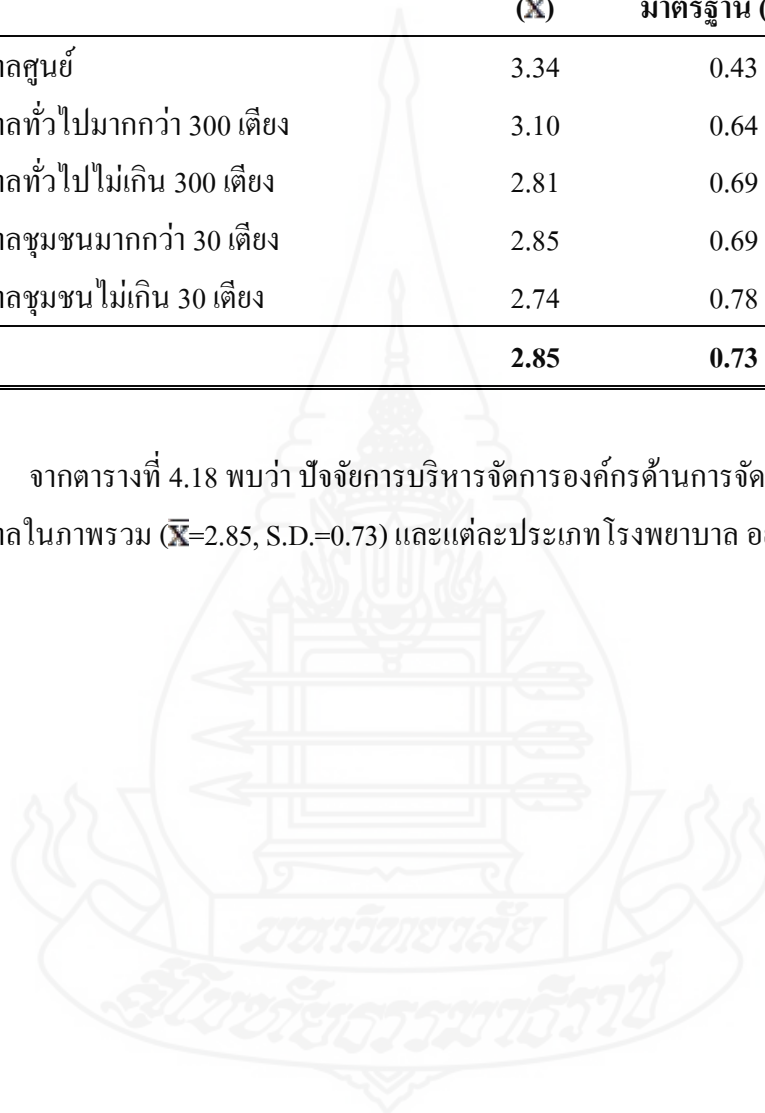 (X̄) มาตรฐาน (
าลศูนย์ 3.34 0.43
าลทั่วไปมากกว่า 300 เตียง 3.10 0.64
าลทั่วไปไม่เกิน 300 เตียง 2.81 0.69
าลชุมชนมากกว่า 30 เตียง 2.85 0.69
าลชุมชนไม่เกิน 30 เตียง 2.74 0.78
2.85 0.73
จากตารางที่ 4.18 พบว่า ปัจจัยการบริหารจัดการองค์กรด้านการจัด
าลในภาพรวม (X̄=2.85, S.D.=0.73) และแต่ละประเภทโรงพยาบาล อ
มหาวิทยาลัย
สุโขทัยธรรมาธิราช